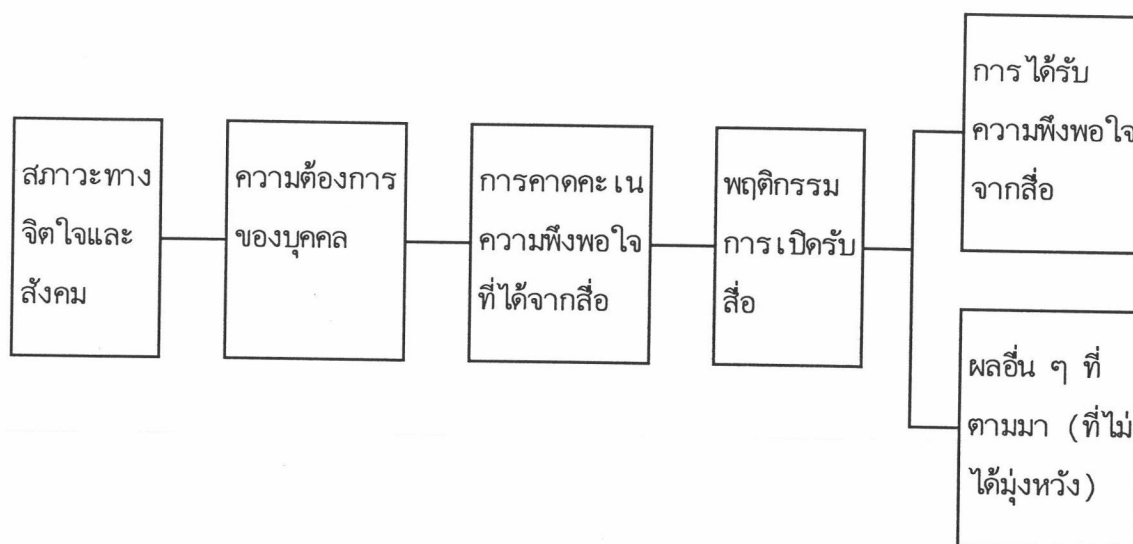 สภาวะทาง
จิตใจและ
สังคม
ความต้องการ
ของบุคคล
การคาดคะเน
ความพึงพอใจ
ที่ได้จากสื่อ
พฤติกรรม
การเปิดรับ
สื่อ
การได้รับ
ความพึงพอใจ
จากสื่อ
ผลอื่น ๆ ที่
ตามมา (ที่ไม่
ได้มุ่งหวัง)